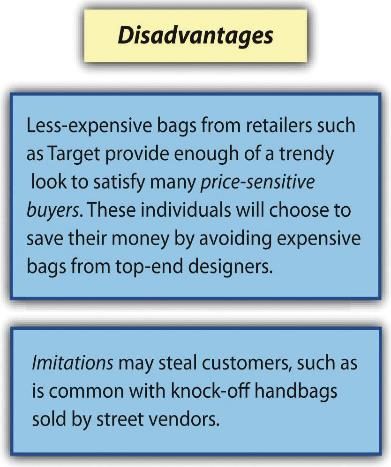 Disadvantages
Less-expensive bags from retailers such
as Target provide enough of a trendy
look to satisfy many price-sensitive
buyers. These individuals will choose to
save their money by avoiding expensive
bags from top-end designers.
Imitations may steal customers, such as
is common with knock-off handbags
sold by street vendors.